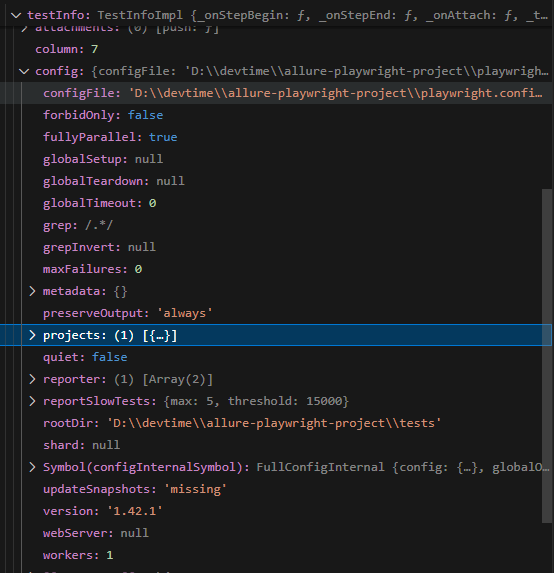 testInfo: TestInfoImpl {_onStepBegin: ƒ, _onStepEnd: ƒ, _onAttach: ƒ, _t…
attachments: (0) [push: ƒ]
column: 7
config: {configFile: 'D:\\devtime\\allure-playwright-project\\playwrigh…
configFile: 'D:\\devtime\\allure-playwright-project\\playwright.confi…
forbidOnly: false
fullyParallel: true
globalSetup: null
globalTeardown: null
globalTimeout: 0
grep: /.*/
grepInvert: null
maxFailures: 0
metadata: {}
preserveOutput: 'always'
projects: (1) [{…}]
quiet: false
reporter: (1) [Array(2)]
reportSlowTests: {max: 5, threshold: 15000}
rootDir: 'D:\\devtime\\allure-playwright-project\\tests'
shard: null
Symbol(configInternalSymbol): FullConfigInternal {config: {…}, globalO…
updateSnapshots: 'missing'
version: '1.42.1'
webServer: null
workers: 1